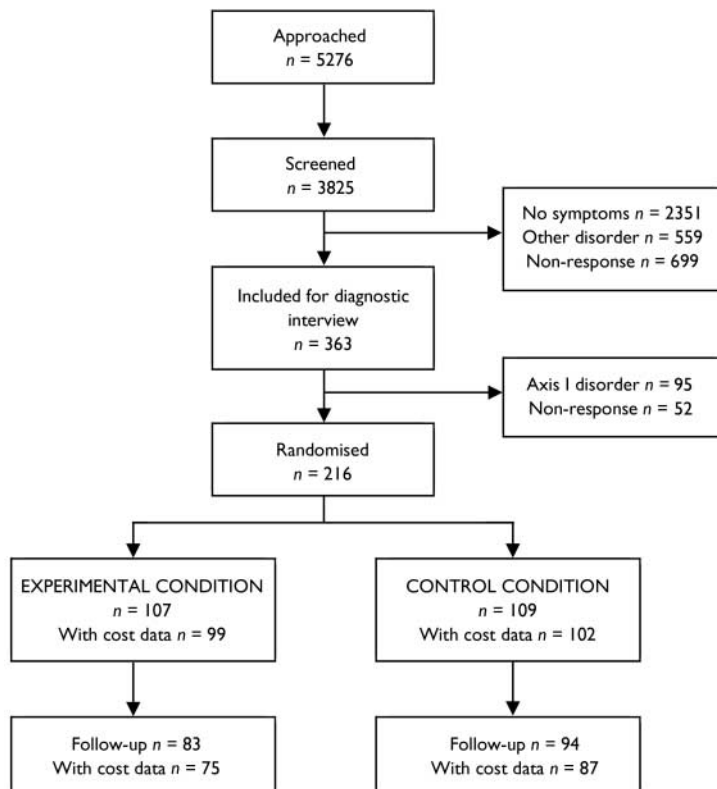 Approached
n = 5276
Screened
n = 3825
No symptoms n = 2351
Other disorder n = 559
Non-response n = 699
Included for diagnostic
interview
n = 363
Axis I disorder n = 95
Non-response n = 52
Randomised
n = 216
EXPERIMENTAL CONDITION
n = 107
With cost data n = 99
CONTROL CONDITION
n = 109
With cost data n = 102
Follow-up n = 83
With cost data n = 75
Follow-up n = 94
With cost data n = 87